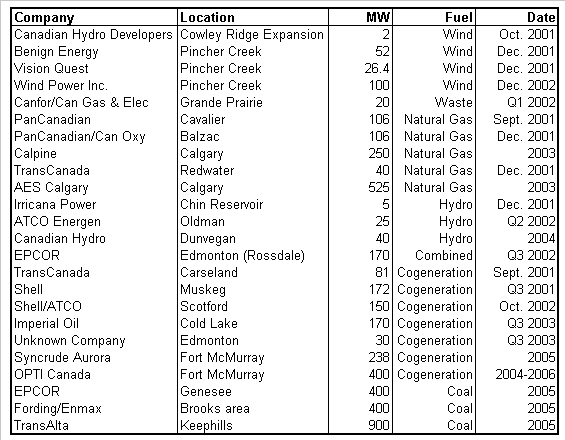 Company Location MW Fuel Date
Canadian Hydro Developers Cowley Ridge Expansion 2 Wind Oct. 2001
Benign Energy Pincher Creek 52 Wind Dec. 2001
Vision Quest Pincher Creek 26.4 Wind Dec. 2001
Wind Power Inc. Pincher Creek 100 Wind Dec. 2002
Canfor/Can Gas & Elec Grande Prairie 20 Waste Q1 2002
PanCanadian Cavalier 106 Natural Gas Sept. 2001
PanCanadian/Can Oxy Balzac 106 Natural Gas Dec. 2001
Calpine Calgary 250 Natural Gas 2003
TransCanada Redwater 40 Natural Gas Dec. 2001
AES Calgary Calgary 525 Natural Gas 2003
Irricana Power Chin Reservoir 5 Hydro Dec. 2001
ATCO Energen Oldman 25 Hydro Q2 2002
Canadian Hydro Dunvegan 40 Hydro 2004
EPCOR Edmonton (Rossdale) 170 Combined Q3 2002
TransCanada Carseland 81 Cogeneration Sept. 2001
Shell Muskeg 172 Cogeneration Q3 2001
Shell/ATCO Scotford 150 Cogeneration Oct. 2002
Imperial Oil Cold Lake 170 Cogeneration Q3 2003
Unknown Company Edmonton 30 Cogeneration Q3 2003
Syncrude Aurora Fort McMurray 238 Cogeneration 2005
OPTI Canada Fort McMurray 400 Cogeneration 2004-2006
EPCOR Genesee 400 Coal 2005
Fording/Enmax Brooks area 400 Coal 2005
TransAlta Keephills 900 Coal 2005